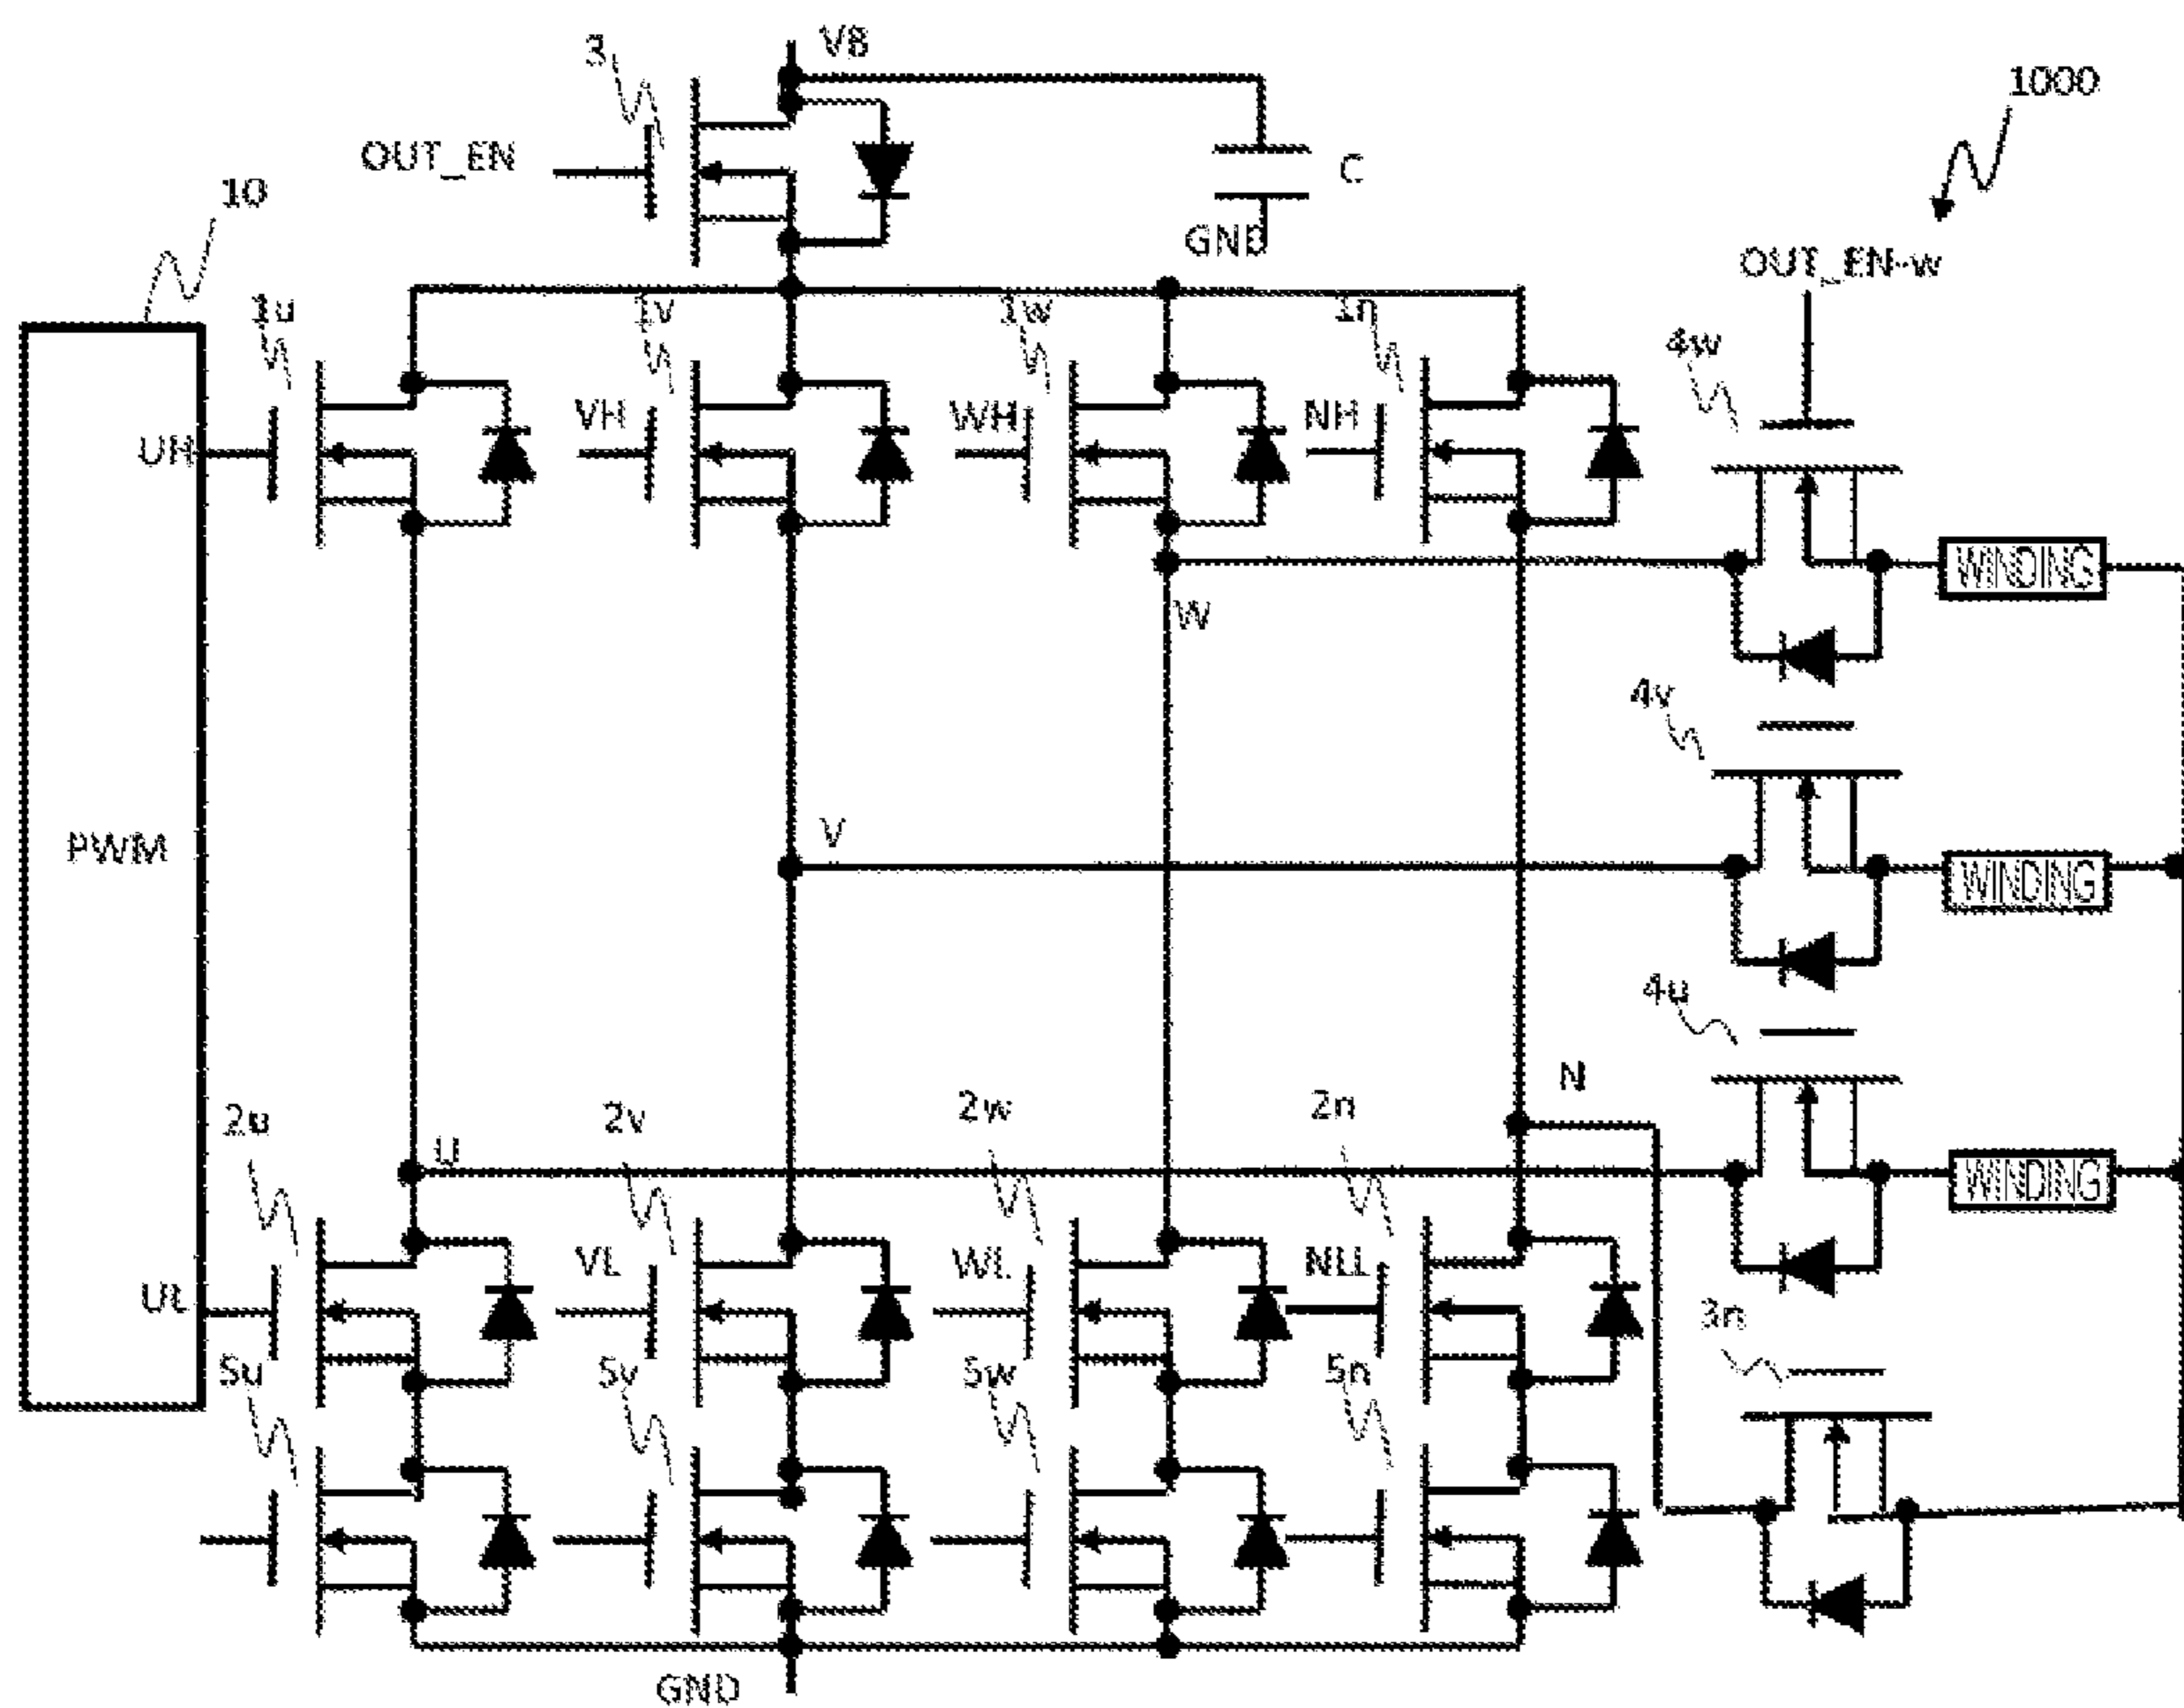 VB
3
1000
OUT_EN
C
10
GND
OUT_EN-w
1u
1v
1w
1n
4w
UH
VH
WH
NH
WINDING
W
4v
PWM
V
WINDING
4u
N
2u
2v
2w
2n
U
WINDING
UL
VL
WL
NLL
3n
5u
5v
5w
5n
GND